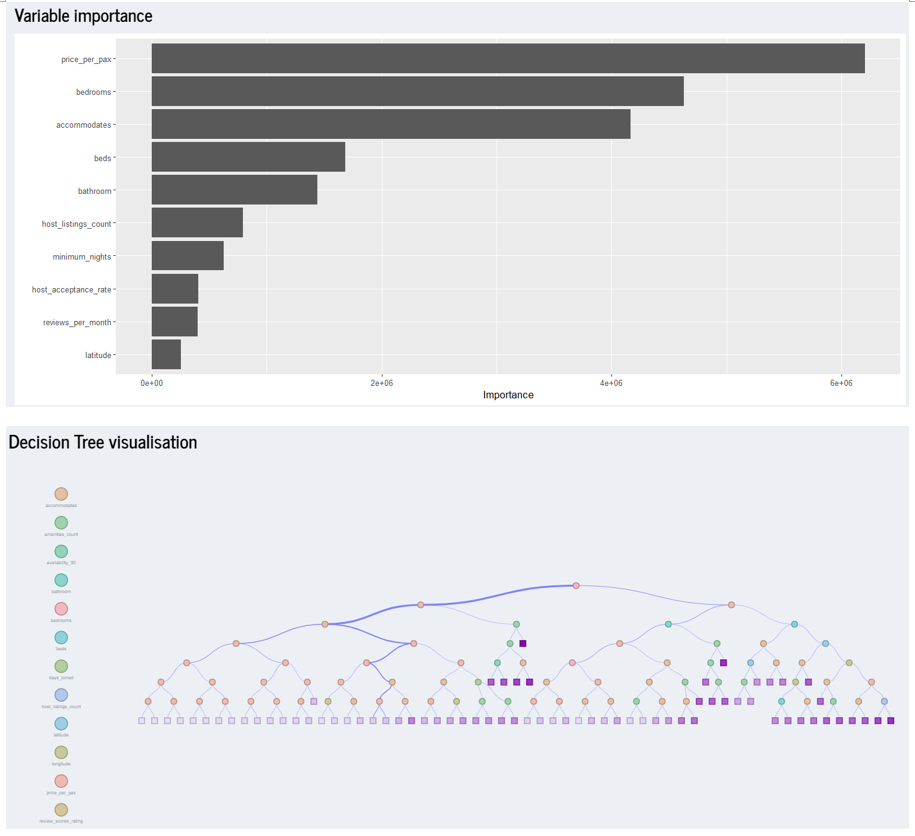 Variable importance
price_per_pax
bedrooms
accommodates
beds
bathroom
host_listings_count
minimum_nights
host_acceptance_rate
reviews_per_month
latitude
0e+00 2e+06 4e+06 6e+06
Importance
Decision Tree visualisation
accommodates
amenities_count
availability_30
bathroom
bedrooms
beds
days_joined
host_listings_count
latitude
longitude
price_per_pax
review_scores_rating